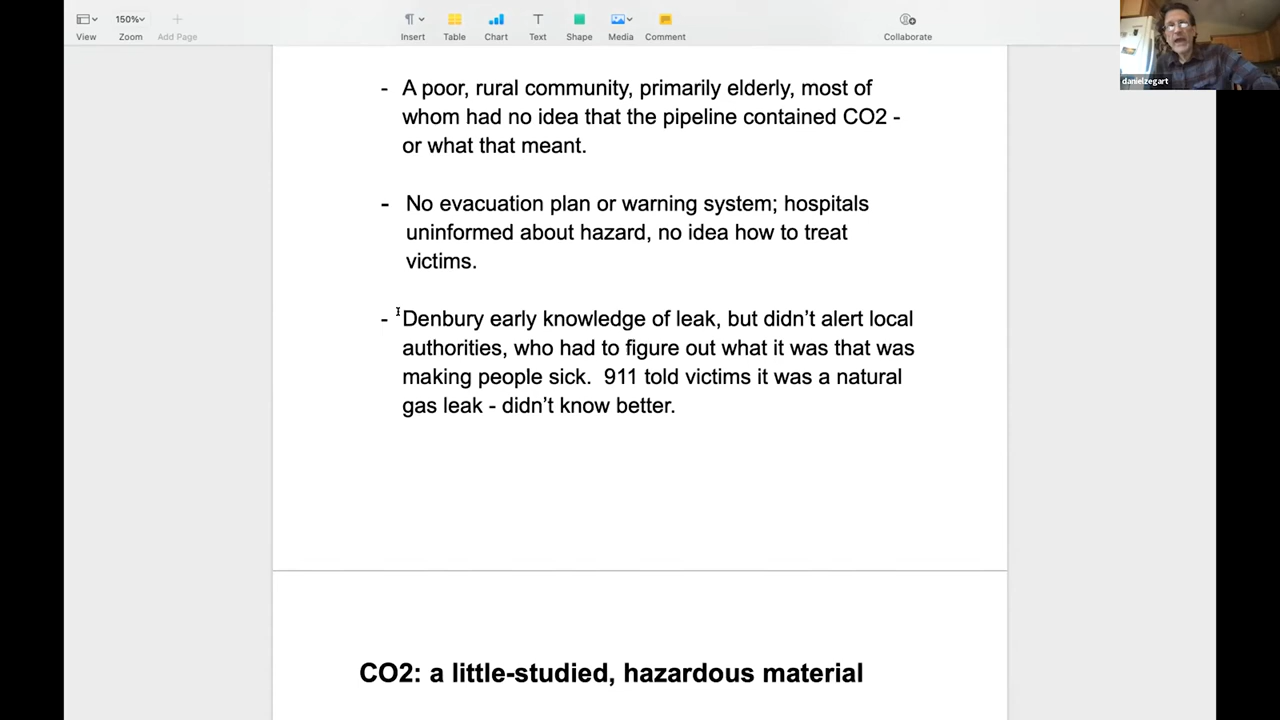 150%
View
Zoom
Add Page
Insert
Table
Chart
Text
Shape
Media
Comment
Collaborate
danielzegart
- A poor, rural community, primarily elderly, most of
whom had no idea that the pipeline contained CO2 -
or what that meant.
- No evacuation plan or warning system; hospitals
uninformed about hazard, no idea how to treat
victims.
- Denbury early knowledge of leak, but didn’t alert local
authorities, who had to figure out what it was that was
making people sick.  911 told victims it was a natural
gas leak - didn’t know better.
CO2: a little-studied, hazardous material